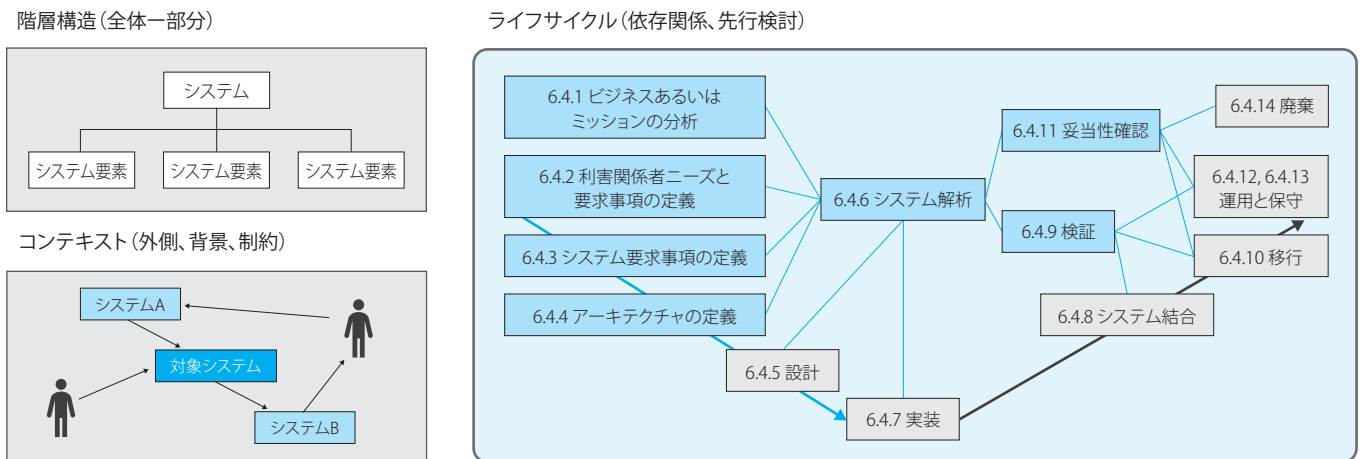 階層構造（全体ー部分）
システム
システム要素
システム要素
システム要素
コンテキスト（外側、背景、制約）
システムA
対象システム
システムB
ライフサイクル（依存関係、先行検討）
6.4.1 ビジネスあるいは
ミッションの分析
6.4.2 利害関係者ニーズと
要求事項の定義
6.4.3 システム要求事項の定義
6.4.4 アーキテクチャの定義
6.4.5 設計
6.4.6 システム解析
6.4.7 実装
6.4.11 妥当性確認
6.4.9 検証
6.4.8 システム結合
6.4.14 廃棄
6.4.12, 6.4.13
運用と保守
6.4.10 移行